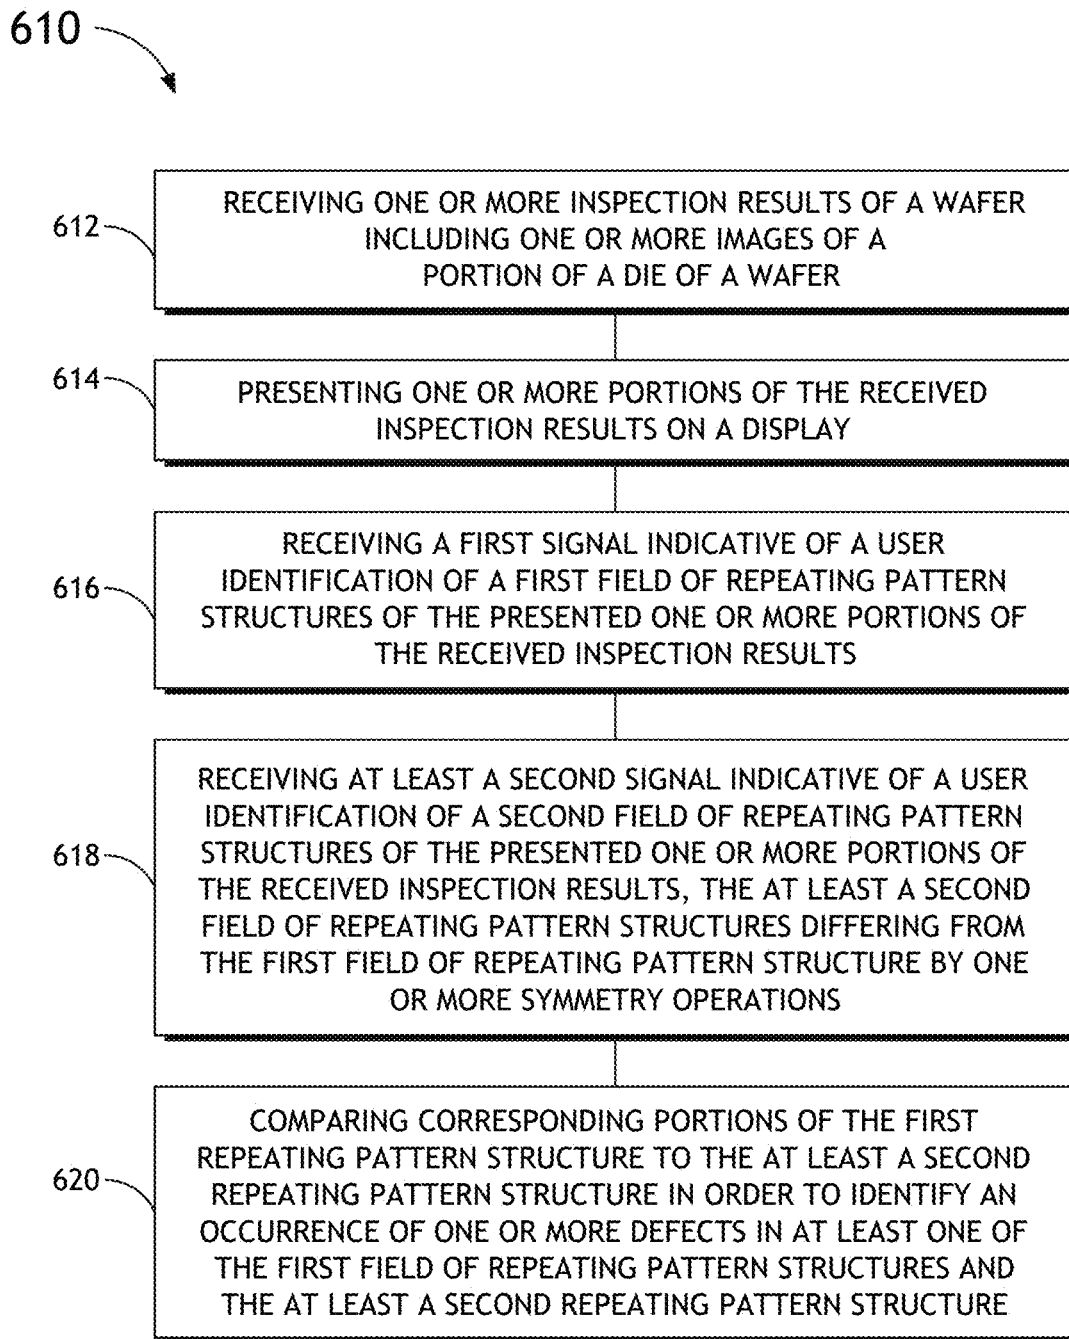 610
612
RECEIVING ONE OR MORE INSPECTION RESULTS OF A WAFER
INCLUDING ONE OR MORE IMAGES OF A
PORTION OF A DIE OF A WAFER
614
PRESENTING ONE OR MORE PORTIONS OF THE RECEIVED
INSPECTION RESULTS ON A DISPLAY
616
RECEIVING A FIRST SIGNAL INDICATIVE OF A USER
IDENTIFICATION OF A FIRST FIELD OF REPEATING PATTERN
STRUCTURES OF THE PRESENTED ONE OR MORE PORTIONS OF
THE RECEIVED INSPECTION RESULTS
618
RECEIVING AT LEAST A SECOND SIGNAL INDICATIVE OF A USER
IDENTIFICATION OF A SECOND FIELD OF REPEATING PATTERN
STRUCTURES OF THE PRESENTED ONE OR MORE PORTIONS OF
THE RECEIVED INSPECTION RESULTS, THE AT LEAST A SECOND
FIELD OF REPEATING PATTERN STRUCTURES DIFFERING FROM
THE FIRST FIELD OF REPEATING PATTERN STRUCTURE BY ONE
OR MORE SYMMETRY OPERATIONS
620
COMPARING CORRESPONDING PORTIONS OF THE FIRST
REPEATING PATTERN STRUCTURE TO THE AT LEAST A SECOND
REPEATING PATTERN STRUCTURE IN ORDER TO IDENTIFY AN
OCCURRENCE OF ONE OR MORE DEFECTS IN AT LEAST ONE OF
THE FIRST FIELD OF REPEATING PATTERN STRUCTURES AND
THE AT LEAST A SECOND REPEATING PATTERN STRUCTURE